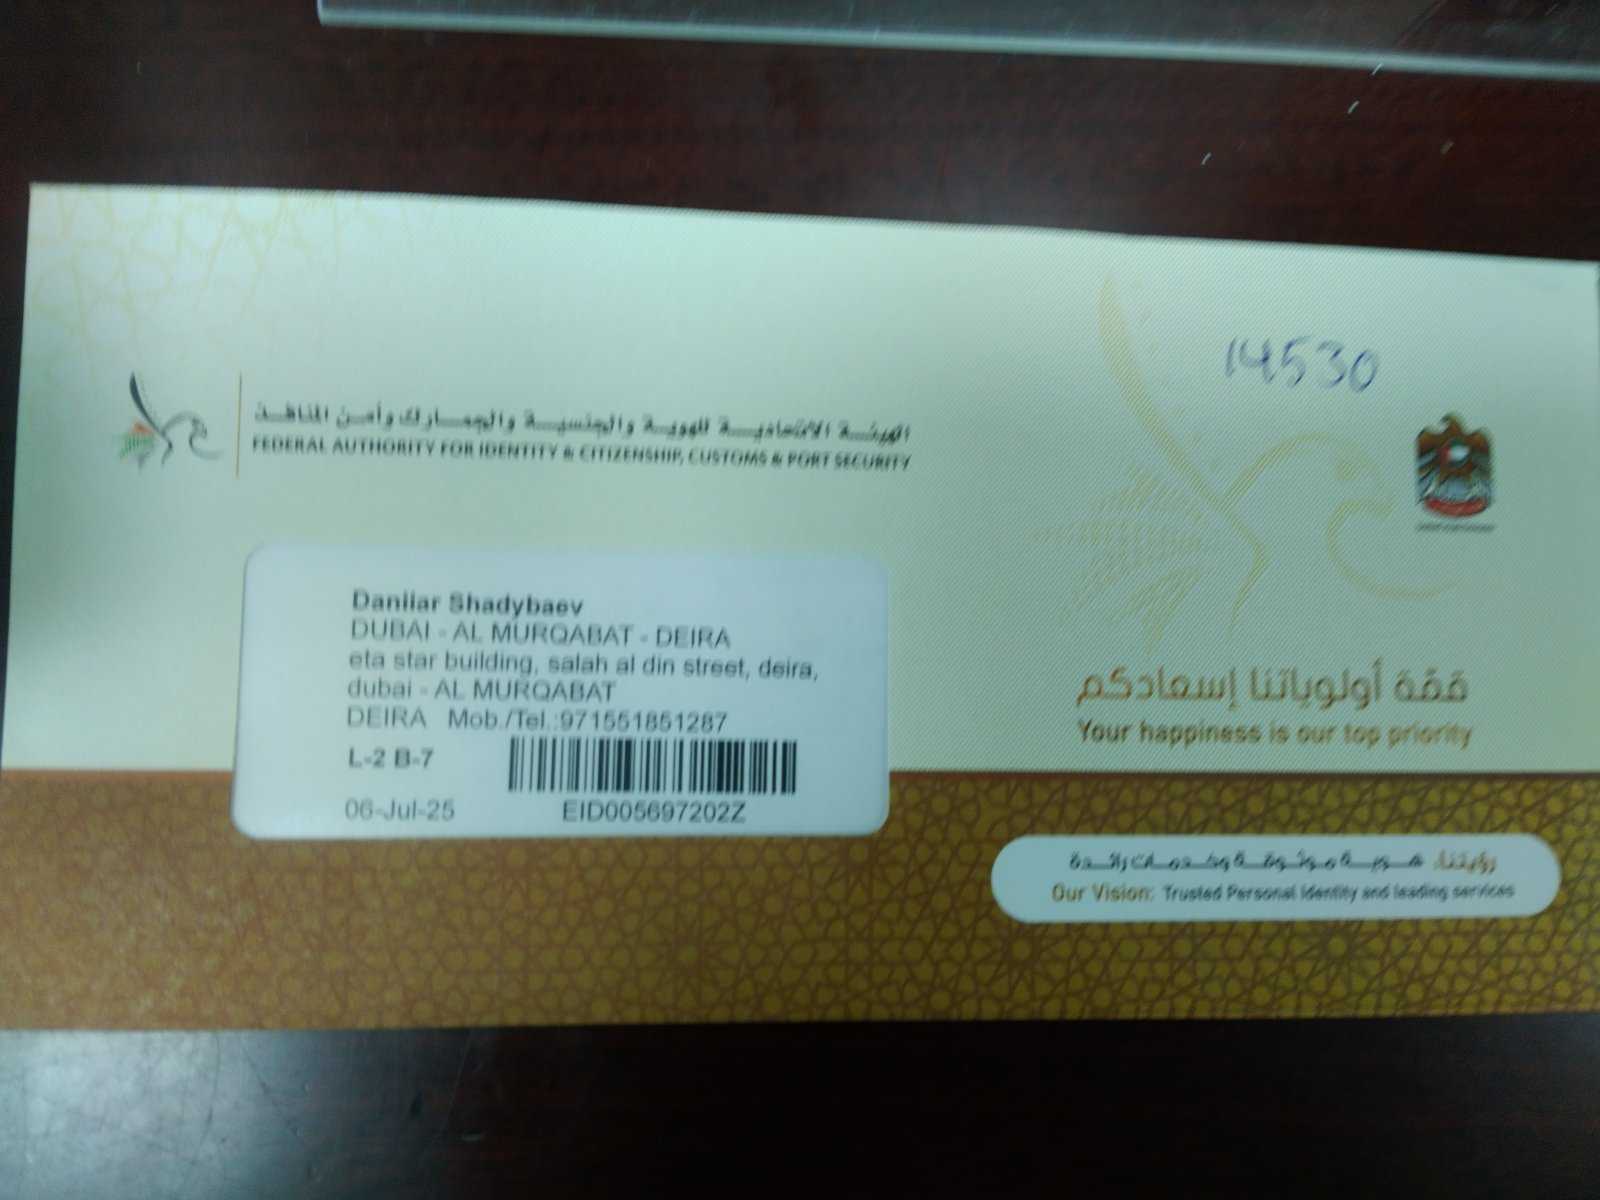 14530
الهيئة الاتحادية للهوية والجنسية والجمارك وأمن المنافذ
FEDERAL AUTHORITY FOR IDENTITY & CITIZENSHIP, CUSTOMS & PORT SECURITY
Daniiar Shadybaev
DUBAI - AL MURQABAT - DEIRA
eta star building, salah al din street, deira,
dubai - AL MURQABAT
DEIRA Mob./Tel.:971551851287
L-2 B-7
06-Jul-25
EID005697202Z
قمّة أولوياتنا إسعادكم
Your happiness is our top priority
رؤيتنا: هوية موثوقة وخدمات رائدة
Our Vision: Trusted Personal Identity and leading services